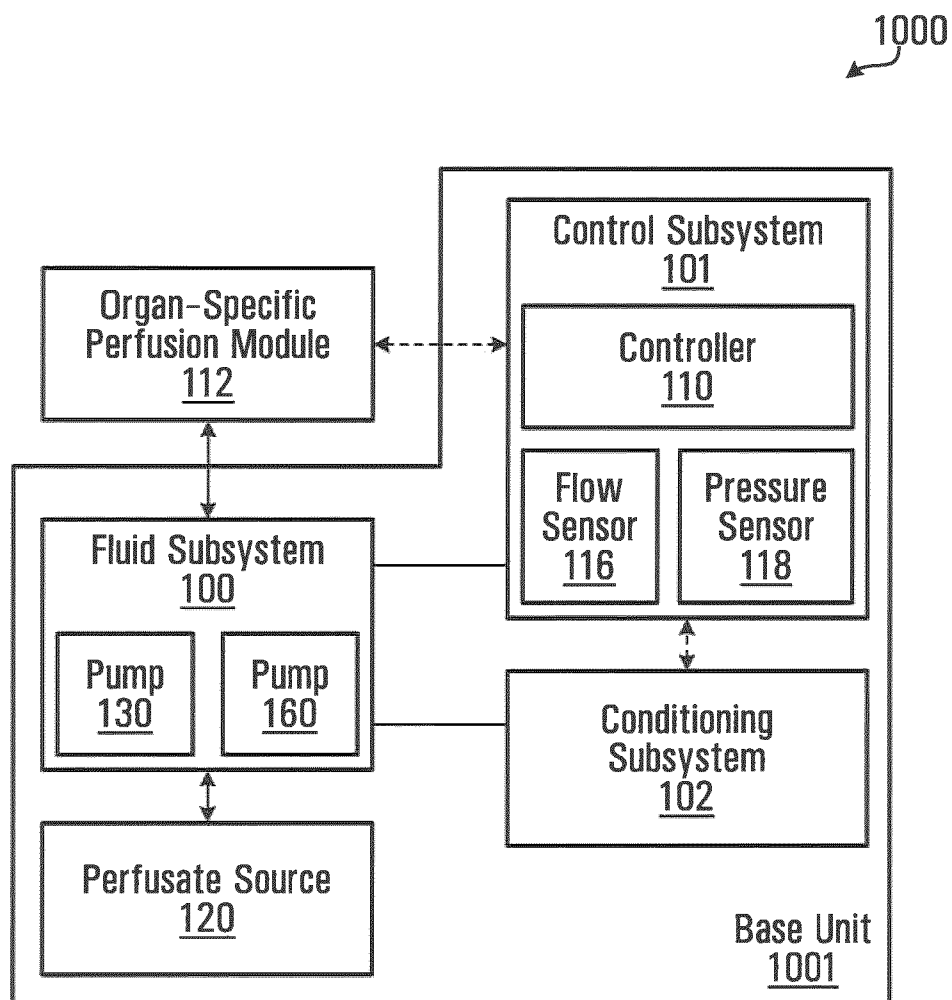 1000
Control Subsystem
101
Organ-Specific
Perfusion Module
112
Controller
110
Flow
Sensor
116
Pressure
Sensor
118
Fluid Subsystem
100
Pump
130
Pump
160
Conditioning
Subsystem
102
Perfusate Source
120
Base Unit
1001